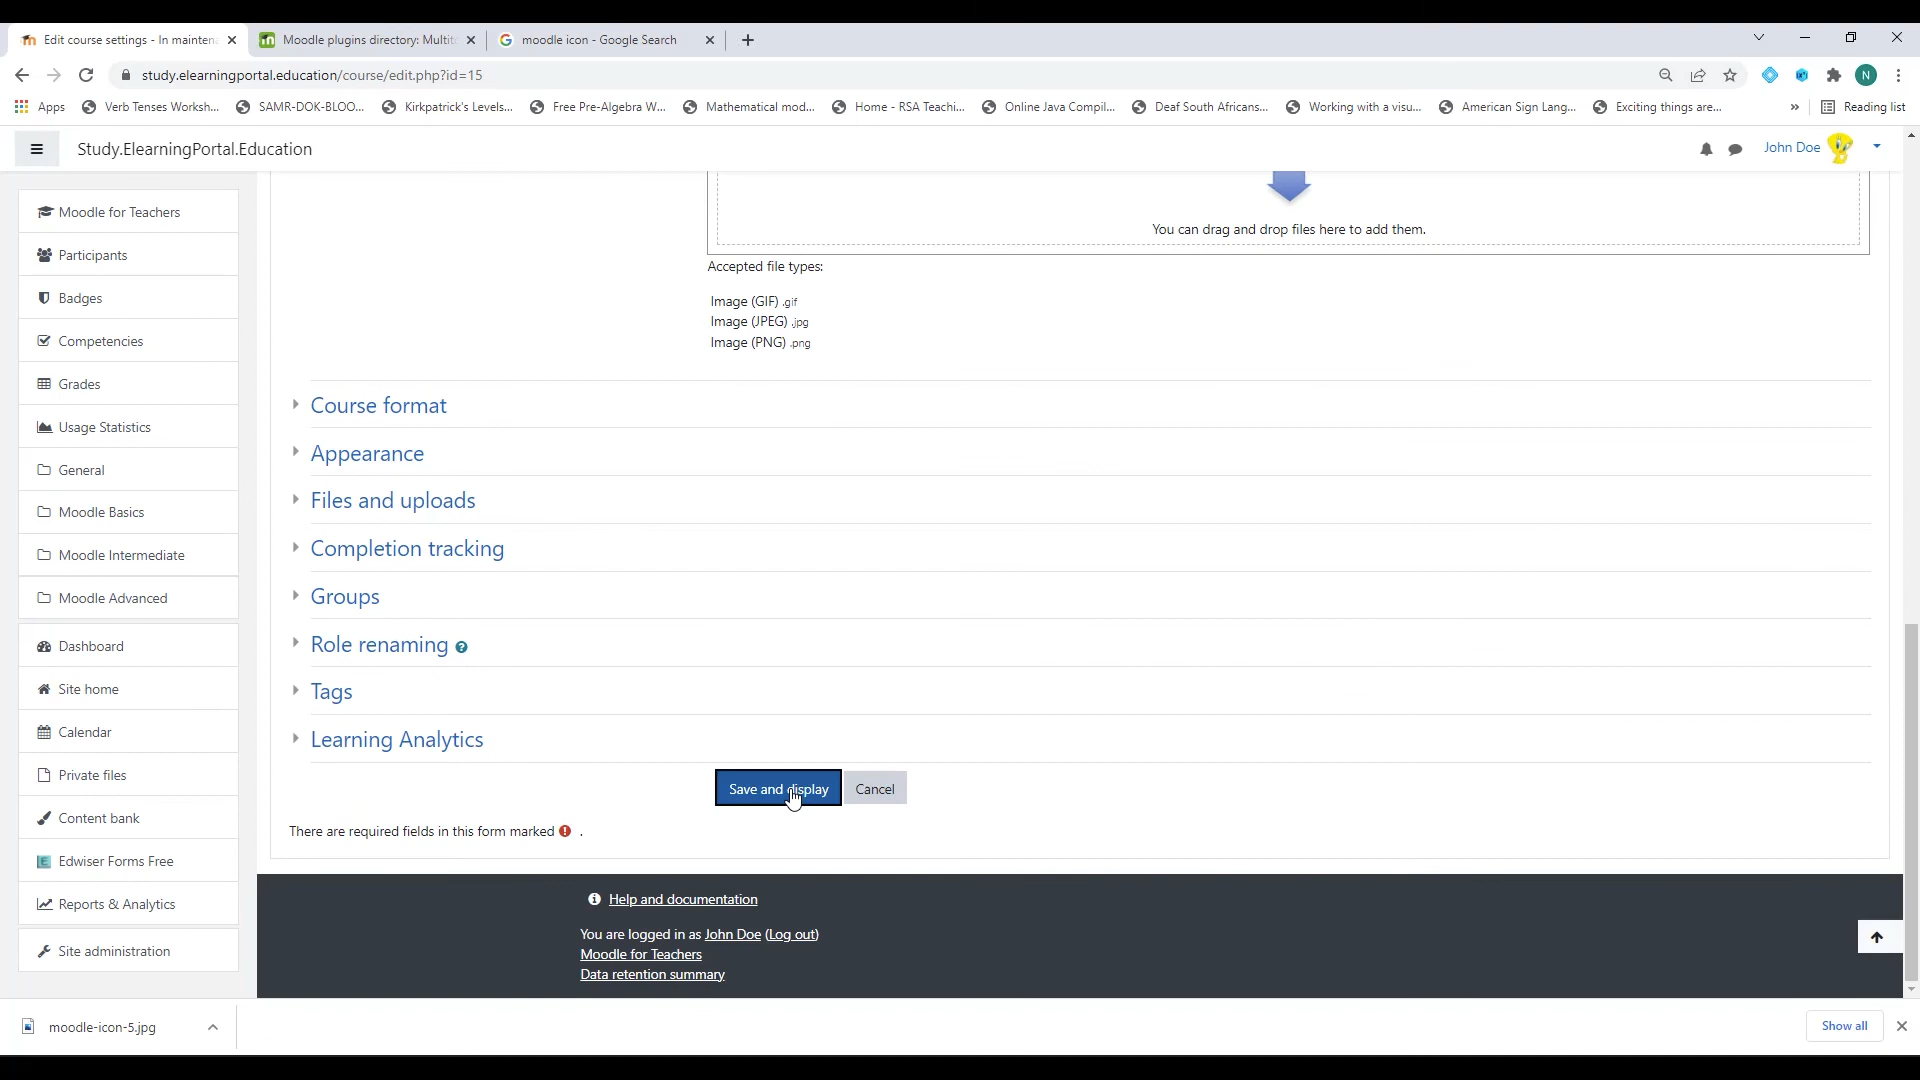 Edit course settings - In mainten
Moodle plugins directory: Multit
moodle icon - Google Search
study.elearningportal.education/course/edit.php?id=15
N
Apps
Verb Tenses Worksh...
SAMR-DOK-BLOO...
Kirkpatrick's Levels...
Free Pre-Algebra W...
Mathematical mod...
Home - RSA Teachi...
Online Java Compil...
Deaf South Africans...
Working with a visu...
American Sign Lang...
Exciting things are...
»
Reading list
Study.ElearningPortal.Education
John Doe
Moodle for Teachers
Participants
Badges
Competencies
Grades
Usage Statistics
General
Moodle Basics
Moodle Intermediate
Moodle Advanced
Dashboard
Site home
Calendar
Private files
Content bank
Edwiser Forms Free
Reports & Analytics
Site administration
You can drag and drop files here to add them.
Accepted file types:
Image (GIF) .gif
Image (JPEG) .jpg
Image (PNG) .png
Course format
Appearance
Files and uploads
Completion tracking
Groups
Role renaming
Tags
Learning Analytics
Save and display
Cancel
There are required fields in this form marked .
Help and documentation
You are logged in as John Doe (Log out)
Moodle for Teachers
Data retention summary
moodle-icon-5.jpg
Show all